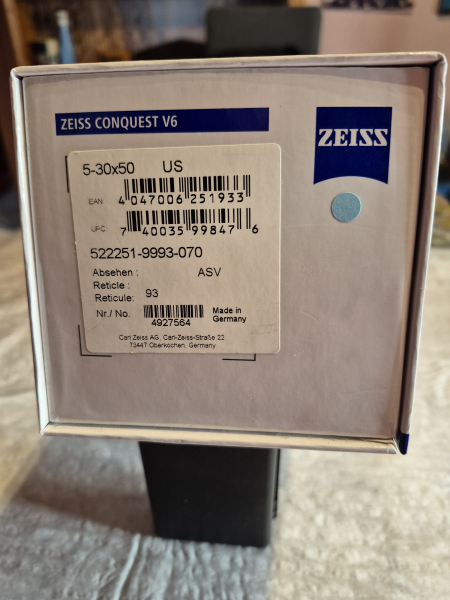 ZEISS CONQUEST V6
ZEISS
5-30x50 US
EAN: 4 047006 251933
UPC: 7 40035 99847 6
522251-9993-070
Absehen : ASV
Reticle :
Reticule: 93
Nr./ No. 4927564 Made in Germany
Carl Zeiss AG, Carl-Zeiss-Straße 22
73447 Oberkochen, Germany